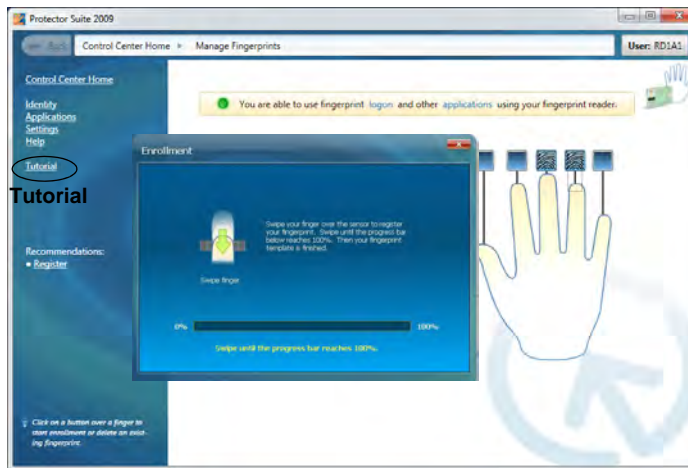 Protector Suite 2009
Back
Control Center Home ▸ Manage Fingerprints
User: RD1A1
Control Center Home
Identity
Applications
Settings
Help
Tutorial
Tutorial
Recommendations:
• Register
Click on a button over a finger to
start enrollment or delete an exist-
ing fingerprint.
You are able to use fingerprint logon and other applications using your fingerprint reader.
Enrollment
Swipe your finger over the sensor to register
your fingerprint. Swipe until the progress bar
below reaches 100%. Then your fingerprint
template is finished.
Swipe finger
0%
100%
Swipe until the progress bar reaches 100%.